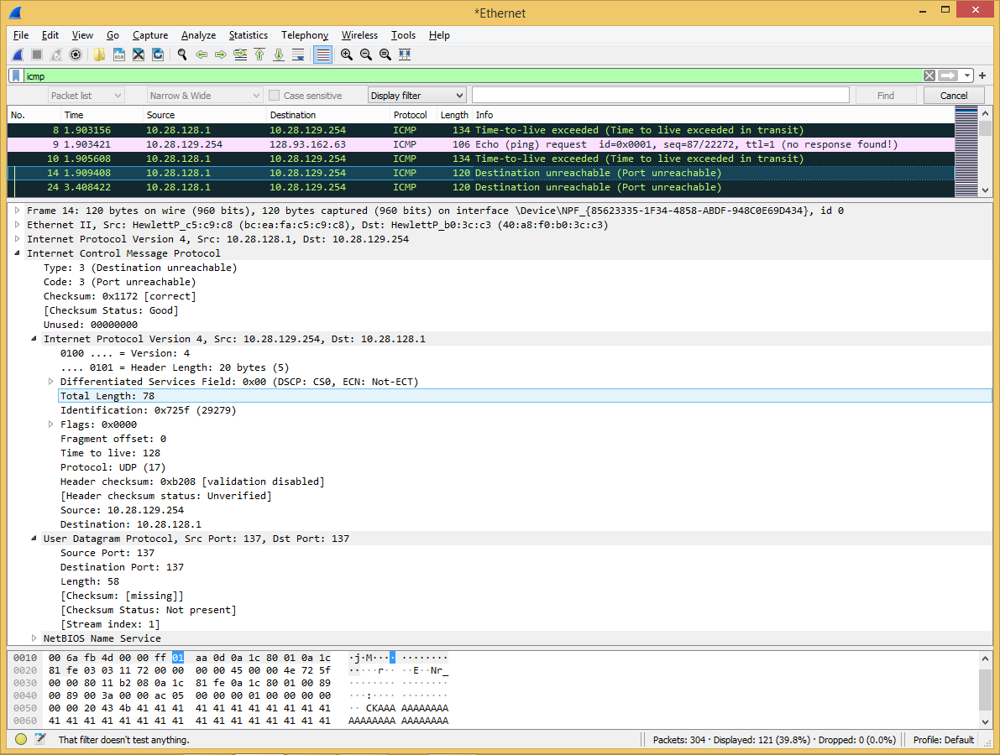 *Ethernet
File Edit View Go Capture Analyze Statistics Telephony Wireless Tools Help
icmp
Packet list Narrow & Wide Case sensitive Display filter Find Cancel
No. Time Source Destination Protocol Length Info
8 1.903156 10.28.128.1 10.28.129.254 ICMP 134 Time-to-live exceeded (Time to live exceeded in transit)
9 1.903421 10.28.129.254 128.93.162.63 ICMP 106 Echo (ping) request id=0x0001, seq=87/22272, ttl=1 (no response found!)
10 1.905608 10.28.128.1 10.28.129.254 ICMP 134 Time-to-live exceeded (Time to live exceeded in transit)
14 1.909408 10.28.128.1 10.28.129.254 ICMP 120 Destination unreachable (Port unreachable)
24 3.408422 10.28.128.1 10.28.129.254 ICMP 120 Destination unreachable (Port unreachable)
Frame 14: 120 bytes on wire (960 bits), 120 bytes captured (960 bits) on interface \Device\NPF_{85623335-1F34-4858-ABDF-948C0E69D434}, id 0
Ethernet II, Src: HewlettP_c5:c9:c8 (bc:ea:fa:c5:c9:c8), Dst: HewlettP_b0:3c:c3 (40:a8:f0:b0:3c:c3)
Internet Protocol Version 4, Src: 10.28.128.1, Dst: 10.28.129.254
Internet Control Message Protocol
Type: 3 (Destination unreachable)
Code: 3 (Port unreachable)
Checksum: 0x1172 [correct]
[Checksum Status: Good]
Unused: 00000000
Internet Protocol Version 4, Src: 10.28.129.254, Dst: 10.28.128.1
0100 .... = Version: 4
.... 0101 = Header Length: 20 bytes (5)
Differentiated Services Field: 0x00 (DSCP: CS0, ECN: Not-ECT)
Total Length: 78
Identification: 0x725f (29279)
Flags: 0x0000
Fragment offset: 0
Time to live: 128
Protocol: UDP (17)
Header checksum: 0xb208 [validation disabled]
[Header checksum status: Unverified]
Source: 10.28.129.254
Destination: 10.28.128.1
User Datagram Protocol, Src Port: 137, Dst Port: 137
Source Port: 137
Destination Port: 137
Length: 58
[Checksum: [missing]]
[Checksum Status: Not present]
[Stream index: 1]
NetBIOS Name Service
0010 00 6a fb 4d 00 00 ff 01 aa 0d 0a 1c 80 01 0a 1c ·j·M···· ········
0020 81 fe 03 03 11 72 00 00 00 00 45 00 00 4e 72 5f ·····r·· ··E··Nr_
0030 00 00 80 11 b2 08 0a 1c 81 fe 0a 1c 80 01 00 89 ········ ········
0040 00 89 00 3a 00 00 ac 05 00 00 00 01 00 00 00 00 ···:···· ········
0050 00 00 20 43 4b 41 41 41 41 41 41 41 41 41 41 41 ·· CKAAA AAAAAAAA
0060 41 41 41 41 41 41 41 41 41 41 41 41 41 41 41 41 AAAAAAAA AAAAAAAA
That filter doesn't test anything. Packets: 304 · Displayed: 121 (39.8%) · Dropped: 0 (0.0%) Profile: Default